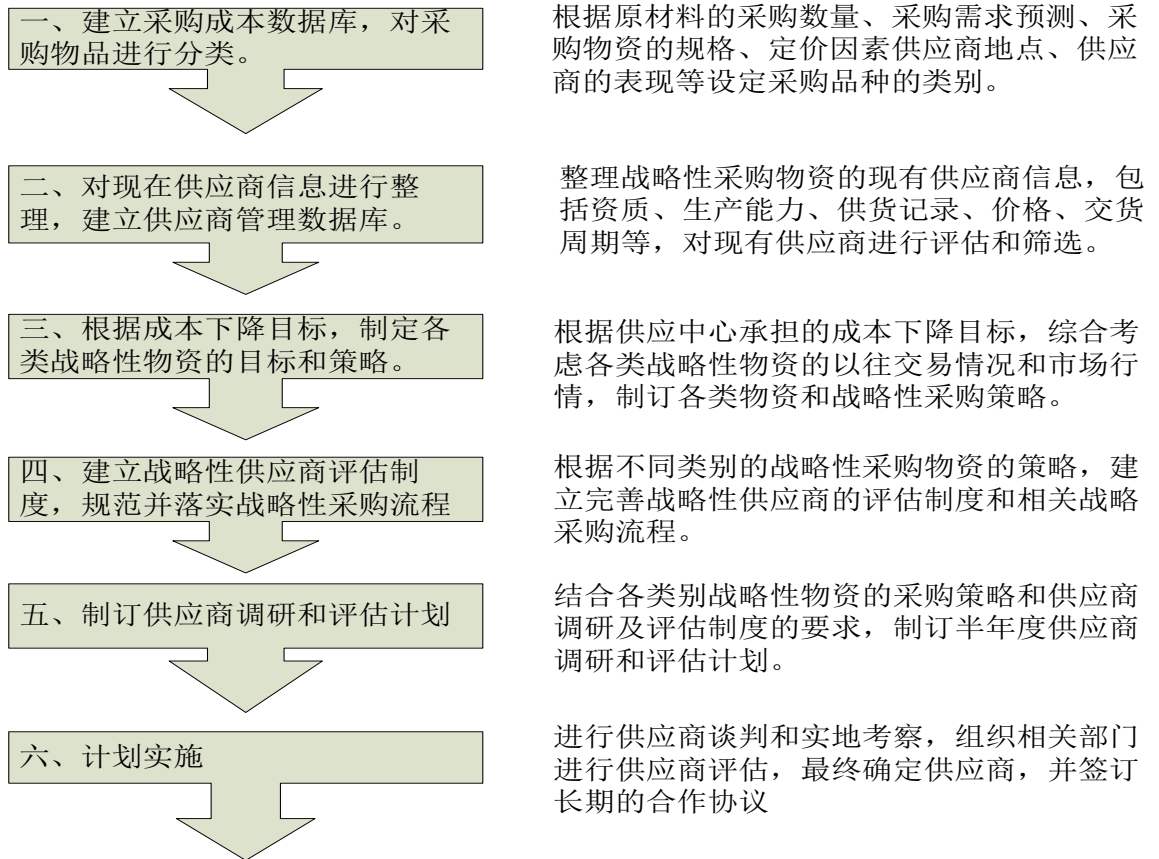 一、建立采购成本数据库，对采
购物品进行分类。
根据原材料的采购数量、采购需求预测、采
购物资的规格、定价因素供应商地点、供应
商的表现等设定采购品种的类别。
二、对现在供应商信息进行整
理，建立供应商管理数据库。
整理战略性采购物资的现有供应商信息，包
括资质、生产能力、供货记录、价格、交货
周期等，对现有供应商进行评估和筛选。
三、根据成本下降目标，制定各
类战略性物资的目标和策略。
根据供应中心承担的成本下降目标，综合考
虑各类战略性物资的以往交易情况和市场行
情，制订各类物资和战略性采购策略。
四、建立战略性供应商评估制
度，规范并落实战略性采购流程
根据不同类别的战略性采购物资的策略，建
立完善战略性供应商的评估制度和相关战略
采购流程。
五、制订供应商调研和评估计划
结合各类别战略性物资的采购策略和供应商
调研及评估制度的要求，制订半年度供应商
调研和评估计划。
六、计划实施
进行供应商谈判和实地考察，组织相关部门
进行供应商评估，最终确定供应商，并签订
长期的合作协议